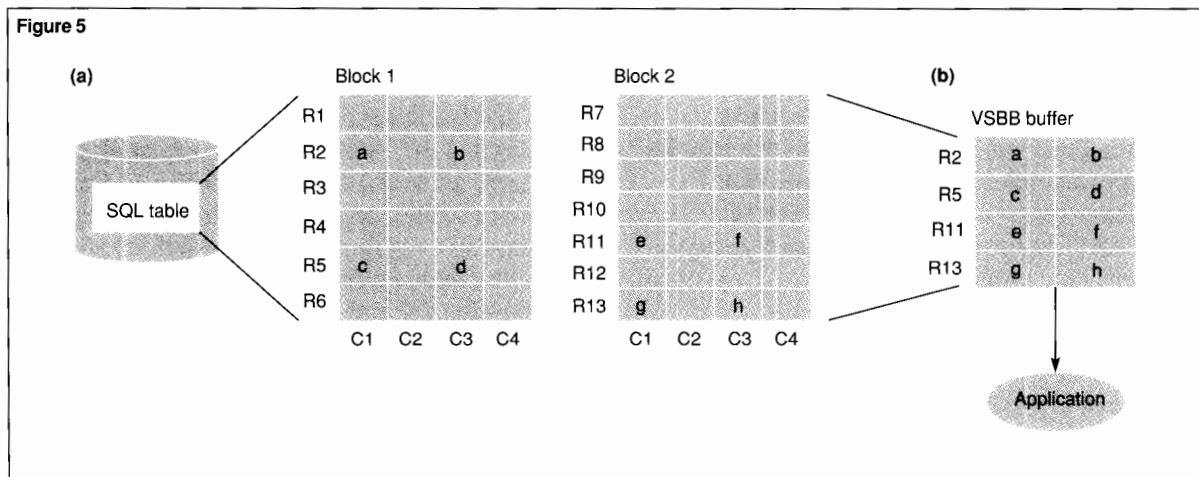 Figure 5
(a)
SQL table
Block 1
R1
R2 a b
R3
R4
R5 c d
R6
C1 C2 C3 C4
Block 2
R7
R8
R9
R10
R11 e f
R12
R13 g h
C1 C2 C3 C4
(b)
VSBB buffer
R2 a b
R5 c d
R11 e f
R13 g h
Application